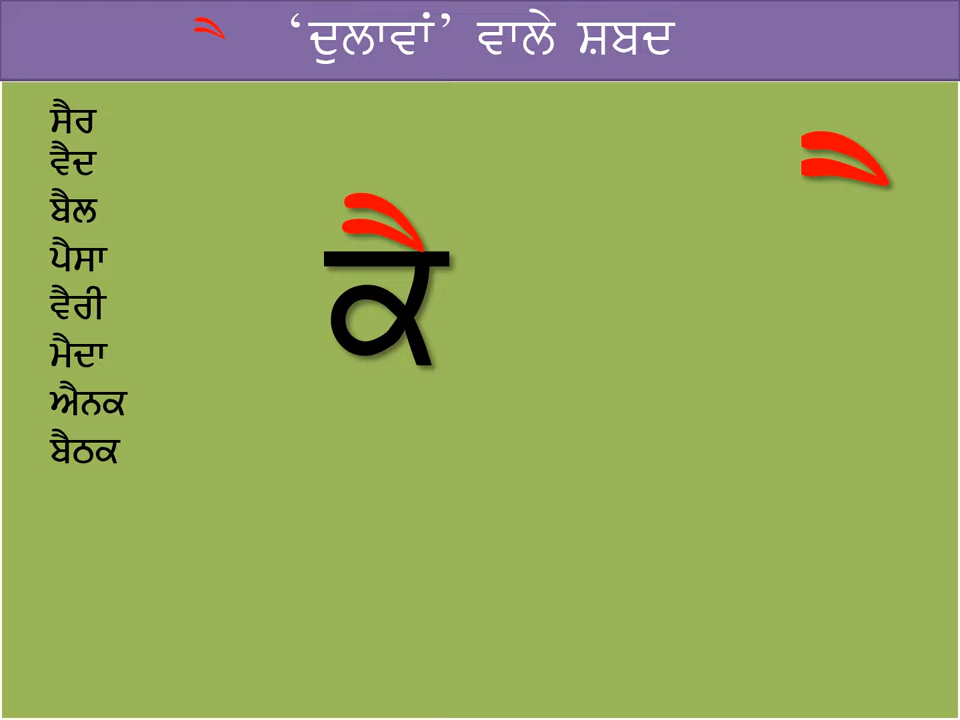 ੈ ‘ਦੁਲਾਵਾਂ’ ਵਾਲੇ ਸ਼ਬਦ
ਸੈਰ
ਵੈਦ
ਬੈਲ
ਪੈਸਾ
ਵੈਰੀ
ਮੈਦਾ
ਐਨਕ
ਬੈਠਕ
ਕੈ
ੈ